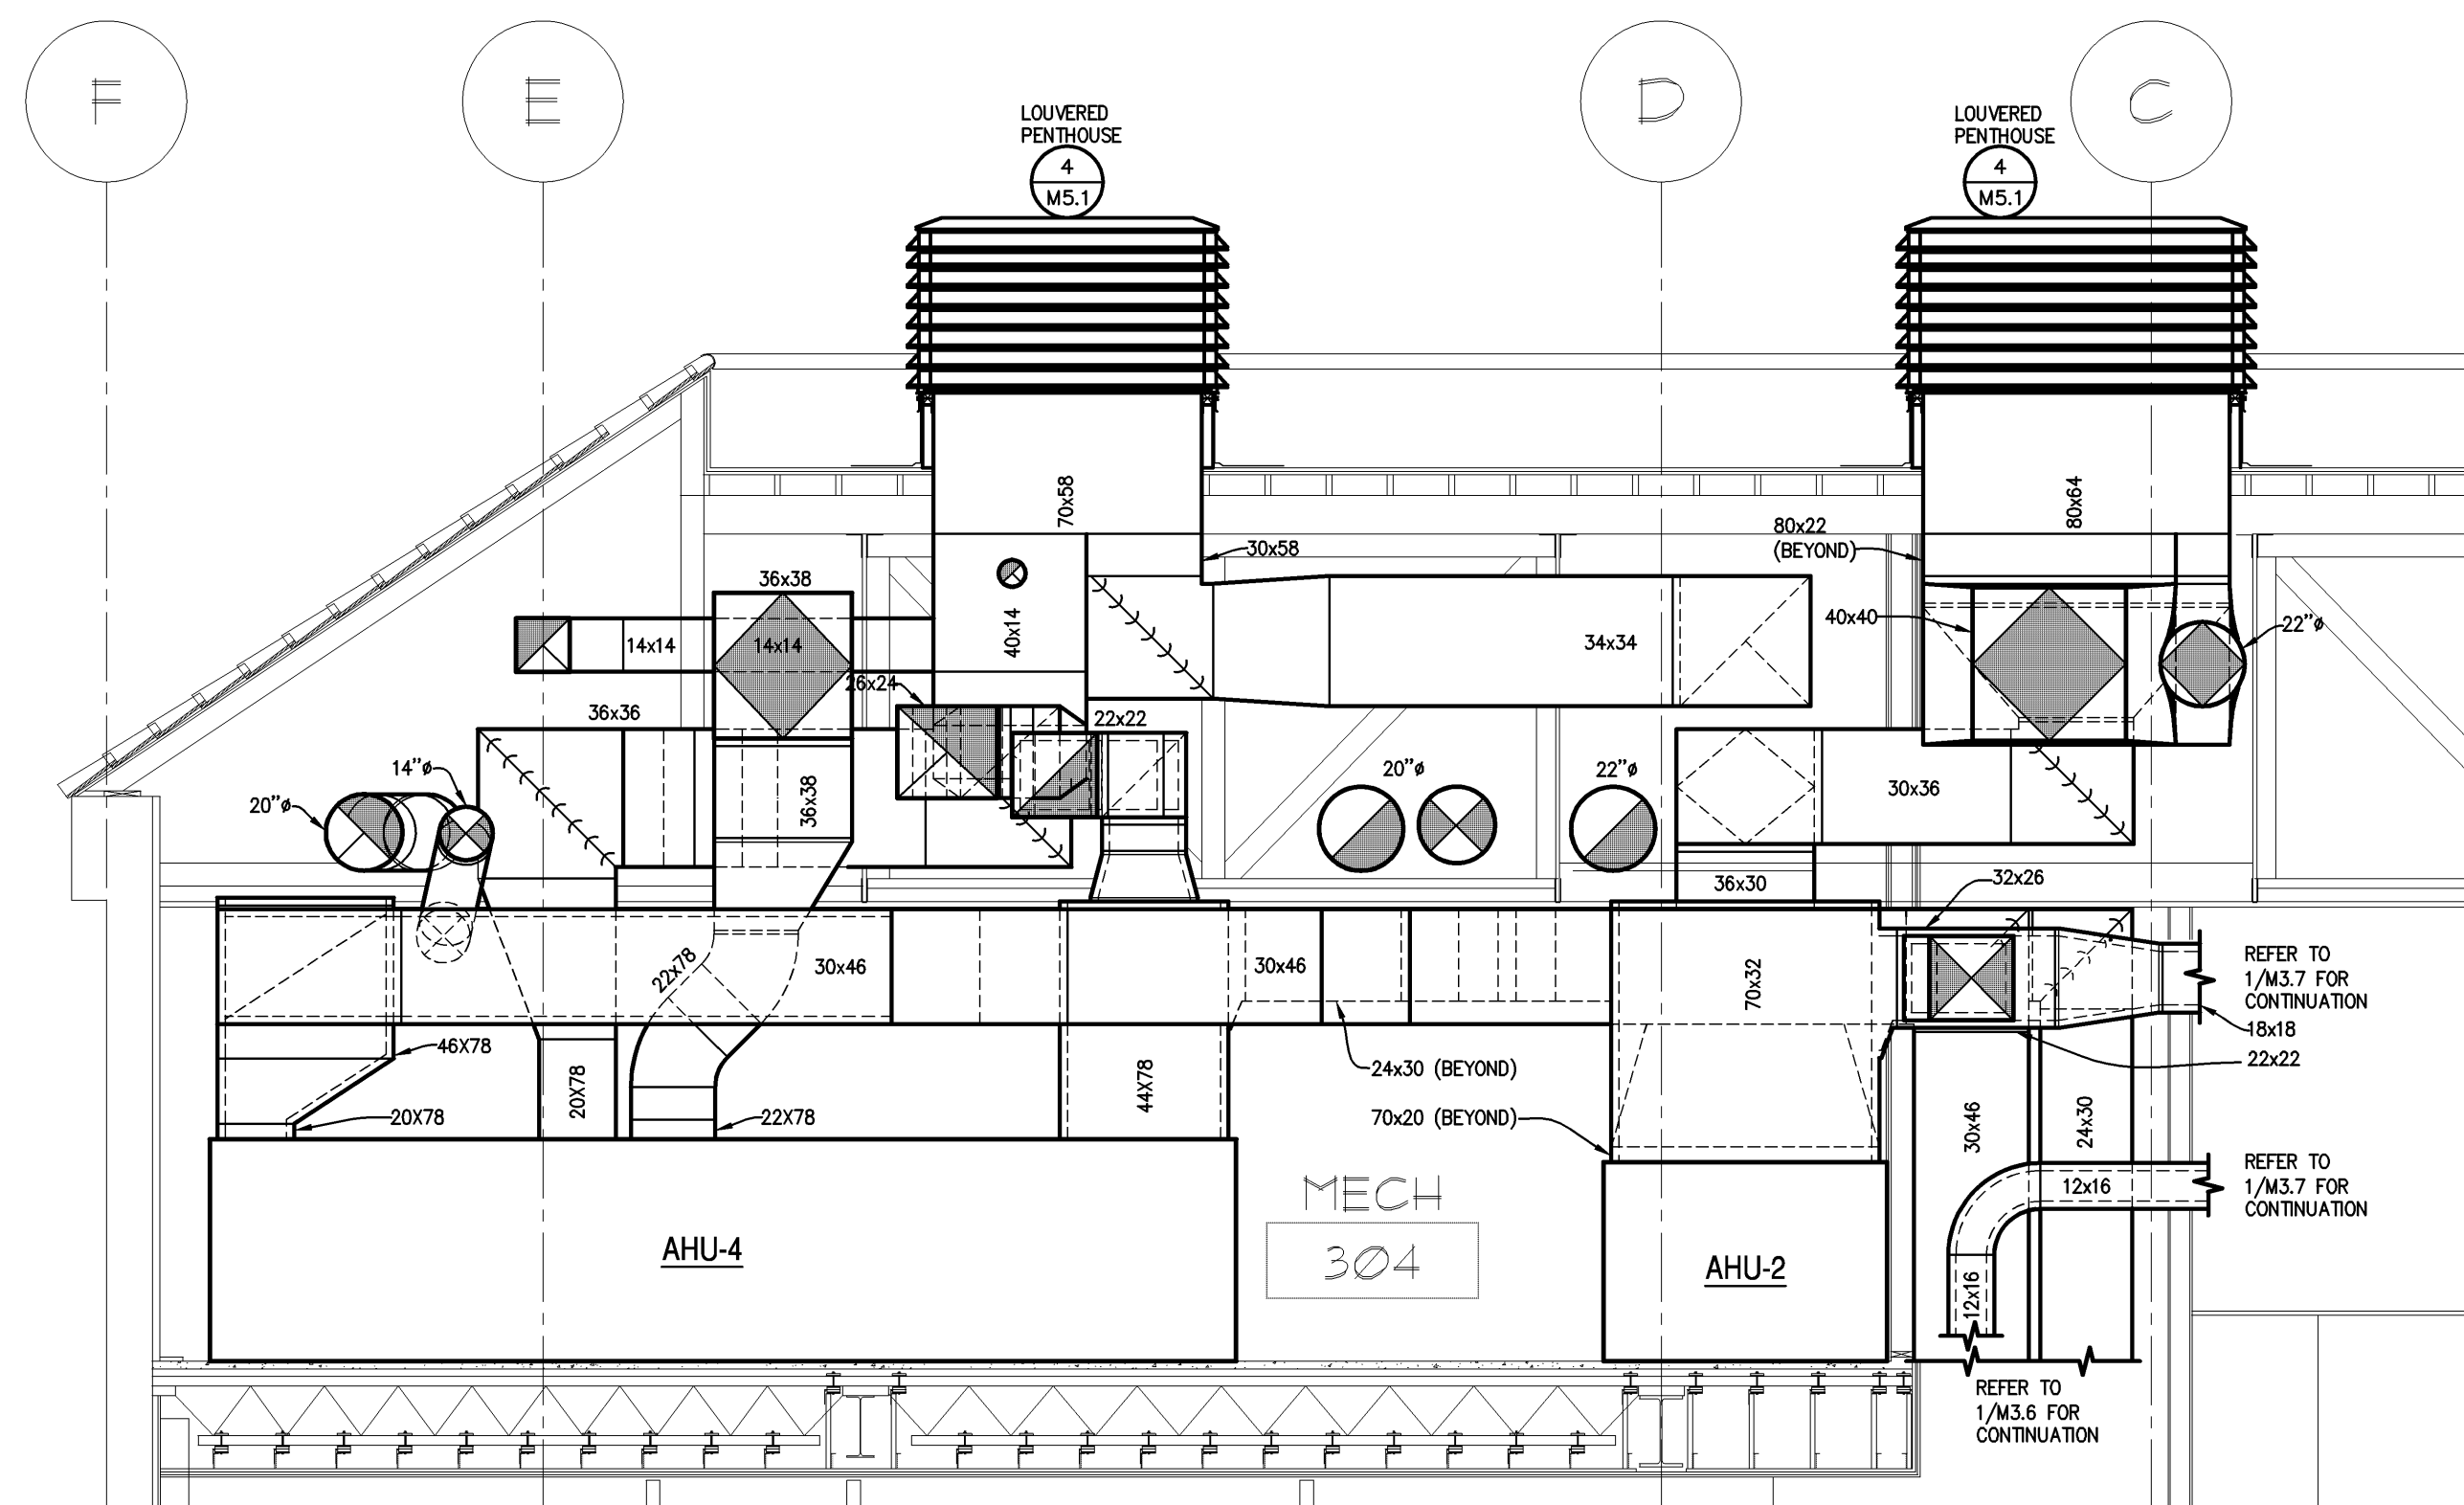 F
E
D
C
LOUVERED
PENTHOUSE
4
M5.1
LOUVERED
PENTHOUSE
4
M5.1
70x58
80x64
80x22
(BEYOND)
30x58
36x38
14x14
14x14
40x14
34x34
40x40
22"ø
26x24
36x36
22x22
14"ø
20"ø
36x38
20"ø
22"ø
30x36
36x30
32x26
22x78
30x46
30x46
70x32
REFER TO
1/M3.7 FOR
CONTINUATION
18x18
22x22
46X78
20X78
20X78
22X78
44X78
24x30 (BEYOND)
70x20 (BEYOND)
30x46
24x30
REFER TO
1/M3.7 FOR
CONTINUATION
12x16
12x16
MECH
304
AHU-4
AHU-2
REFER TO
1/M3.6 FOR
CONTINUATION